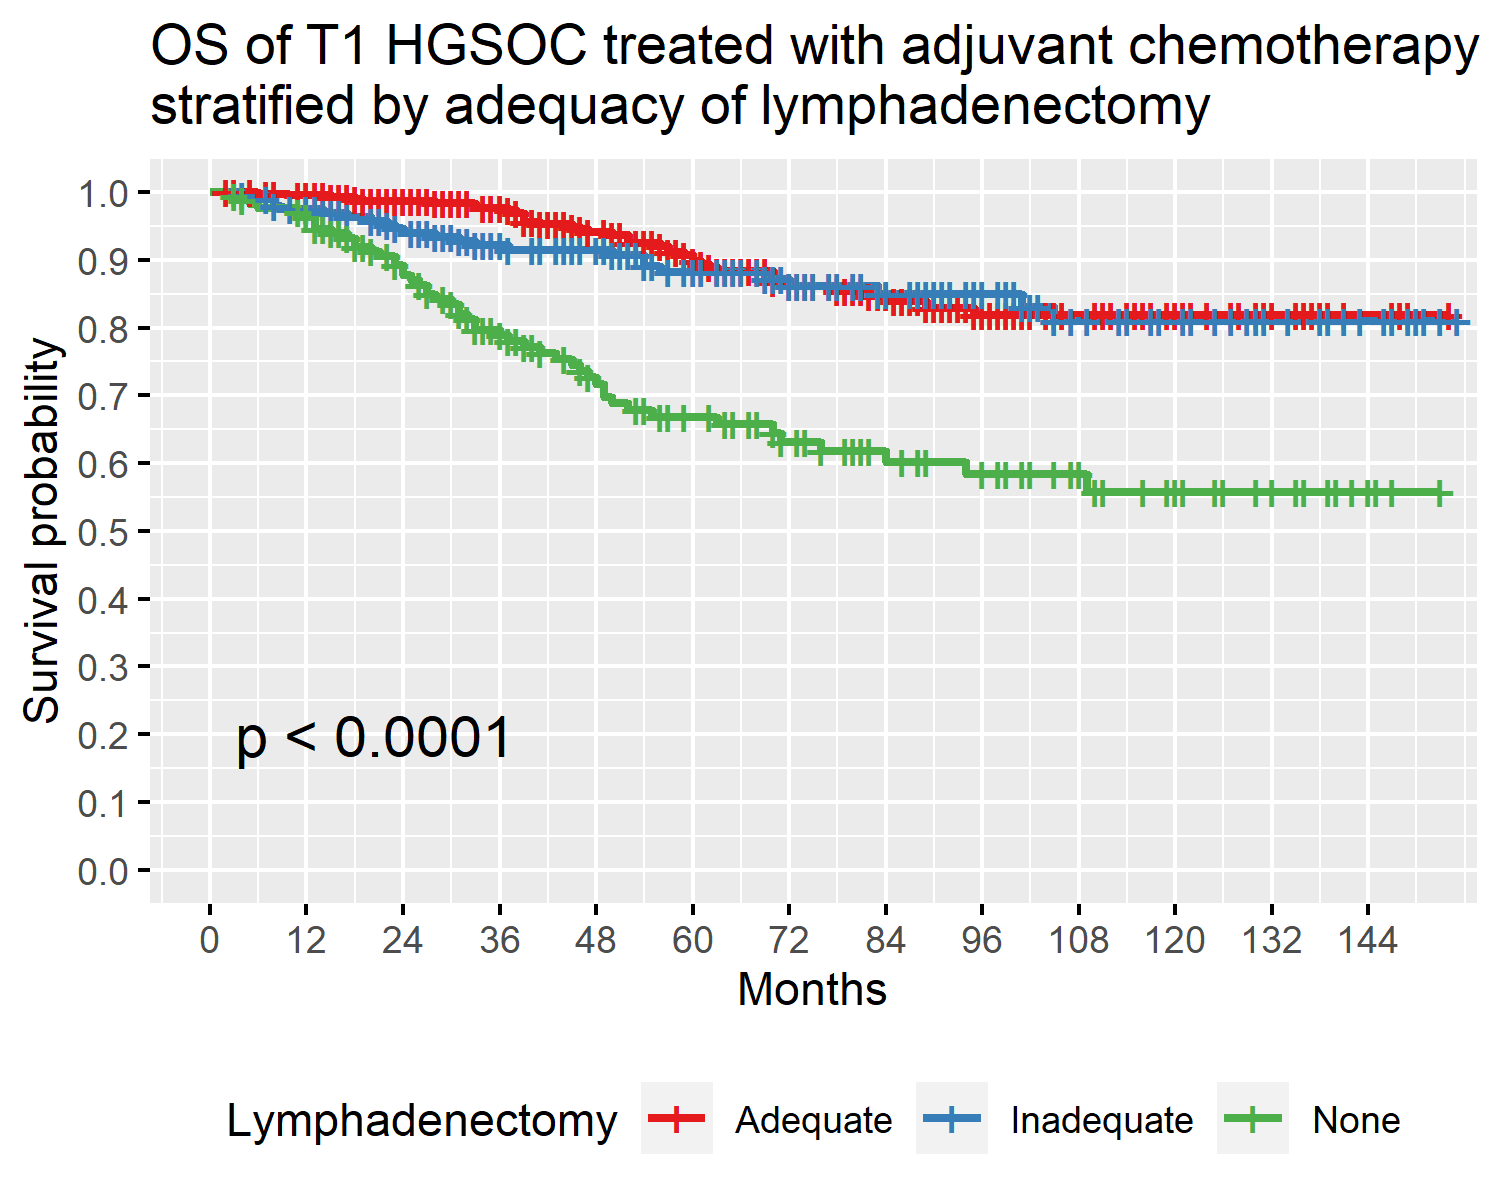 OS of T1 HGSOC treated with adjuvant chemotherapy
stratified by adequacy of lymphadenectomy
Survival probability
1.0
0.9
0.8
0.7
0.6
0.5
0.4
0.3
0.2
0.1
0.0
p < 0.0001
0 12 24 36 48 60 72 84 96 108 120 132 144
Months
Lymphadenectomy Adequate Inadequate None